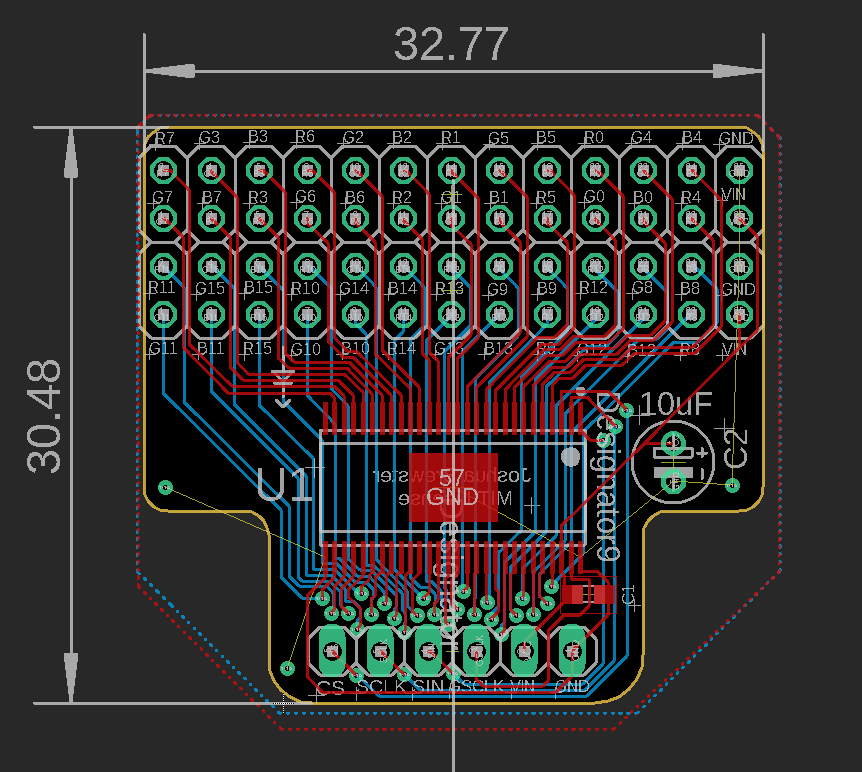 32.77
R7 G3 B3 R6 G2 B2 R1 G5 B5 R0 G4 B4 GND
G7 B7 R3 G6 B6 R2 G1 B1 R5 G0 B0 R4 VIN
R11 G15 B15 R10 G14 B14 R13 G9 B9 R12 G8 B8 GND
G11 B11 R15 G10 B10 R14 G13 B13 R9 G12 B12 R8 VIN
30.48
10uF
C2
+
-
Designator9
U1
57
GND
Joshua Brewster
MIT License
C1
CS SCLK SIN GSCLK VIN GND